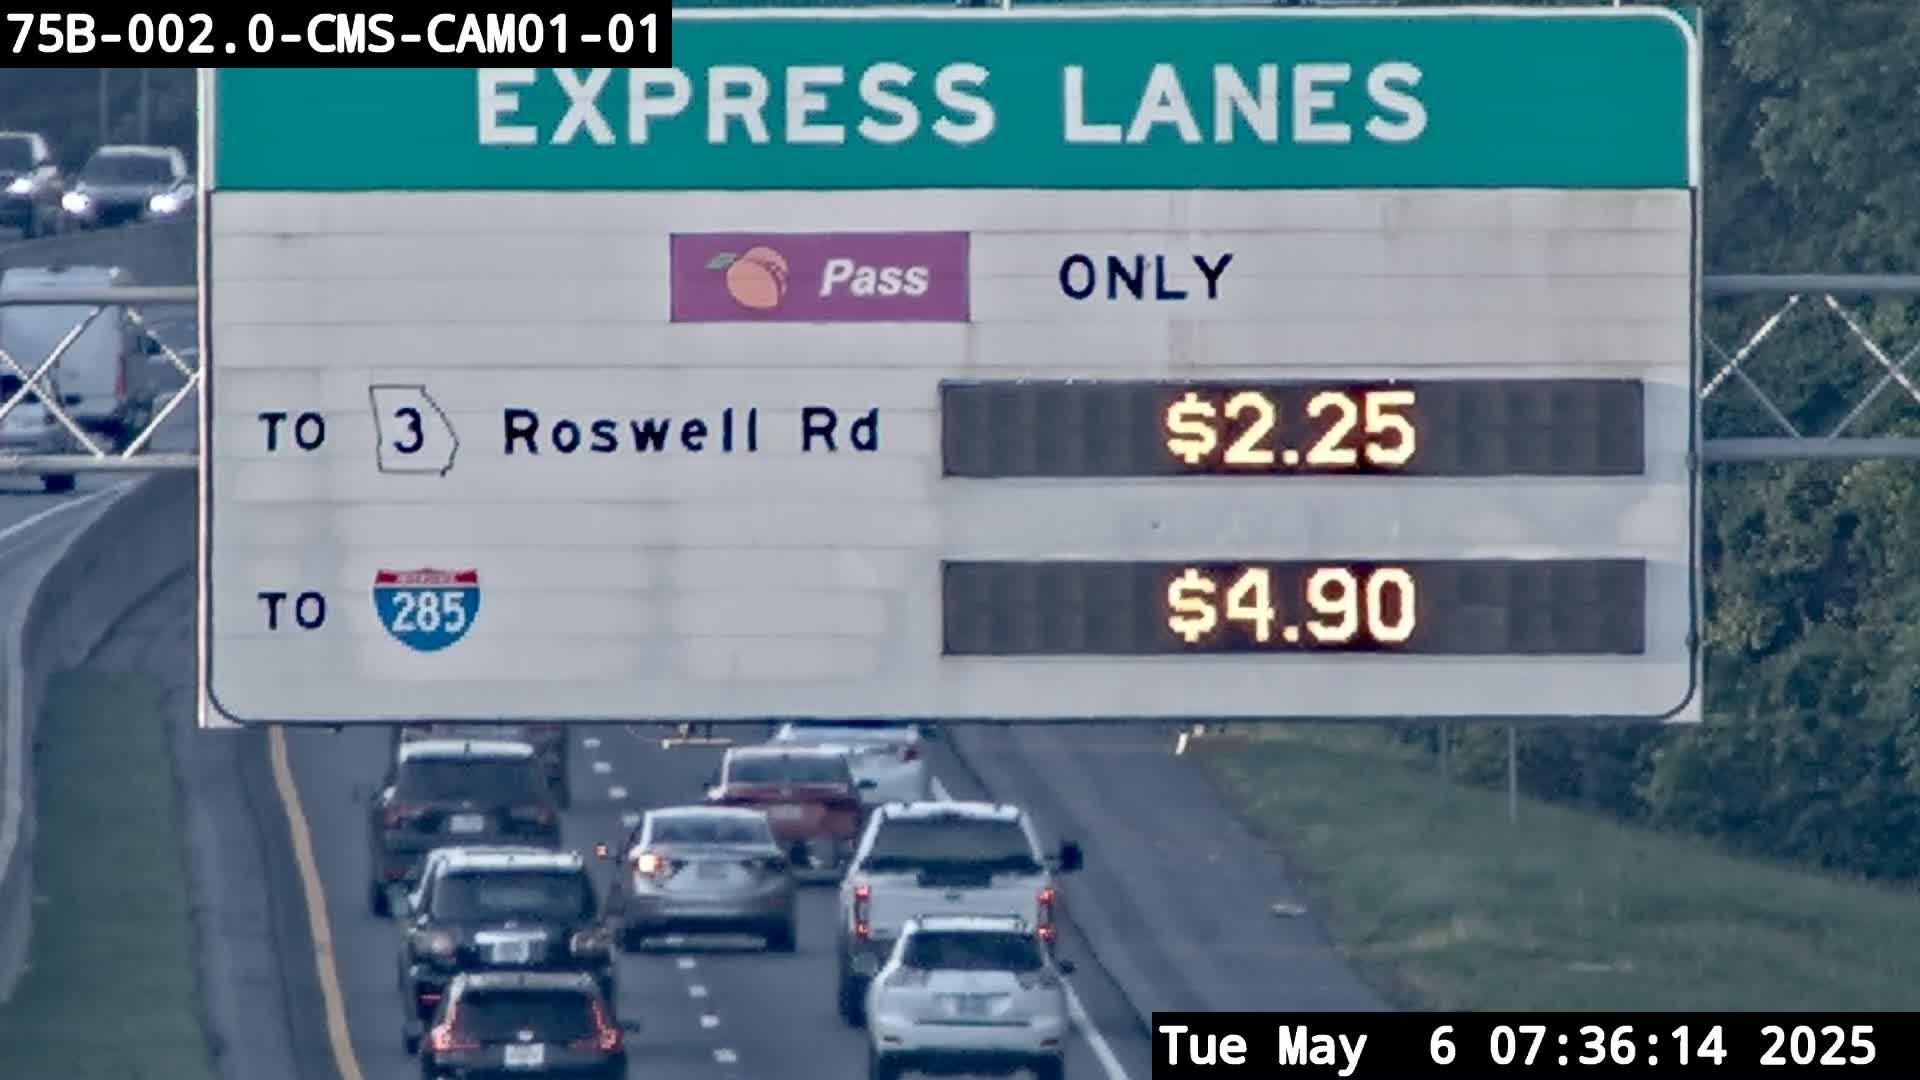 75B-002.0-CMS-CAM01-01
EXPRESS LANES
Pass ONLY
TO 3 Roswell Rd $2.25
TO 285 $4.90
Tue May 6 07:36:14 2025